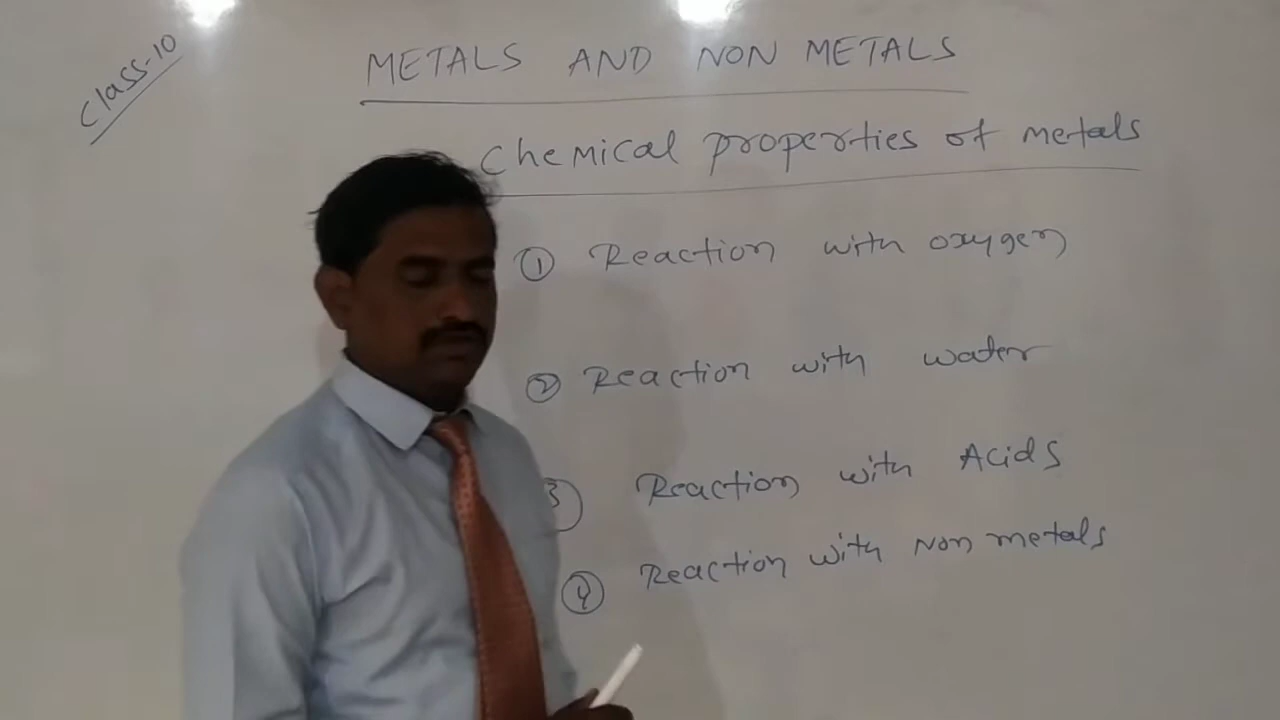 Class-10
METALS AND NON METALS
Chemical properties of metals
① Reaction with oxygen
② Reaction with water
3 Reaction with Acids
④ Reaction with Non metals